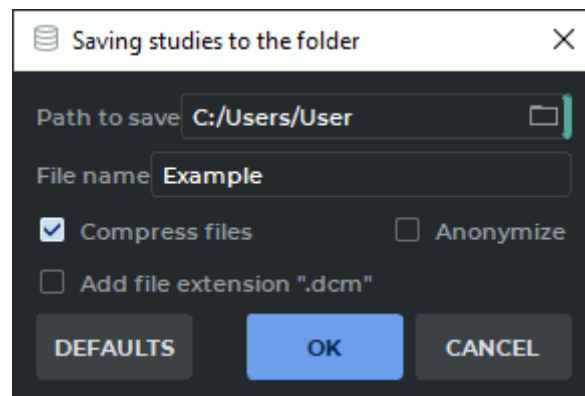 Saving studies to the folder
Path to save C:/Users/User
File name Example
Compress files Anonymize
Add file extension ".dcm"
DEFAULTS OK CANCEL